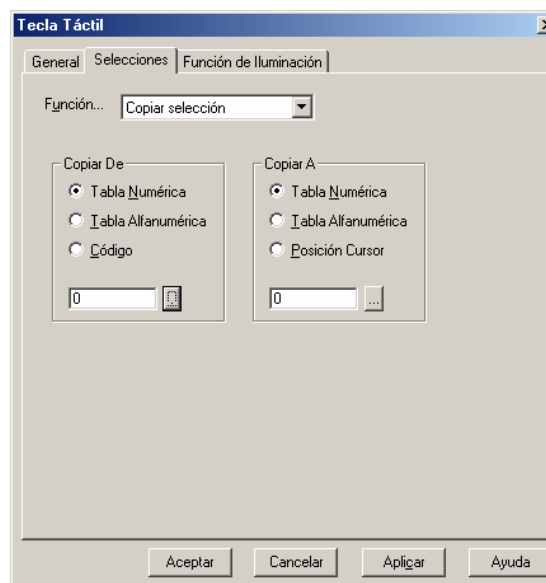 Tecla Táctil
General Selecciones Función de Iluminación
Función... Copiar selección
Copiar De Copiar A
Tabla Numérica Tabla Numérica
Tabla Alfanumérica Tabla Alfanumérica
Código Posición Cursor
0 0 ...
Aceptar Cancelar Aplicar Ayuda